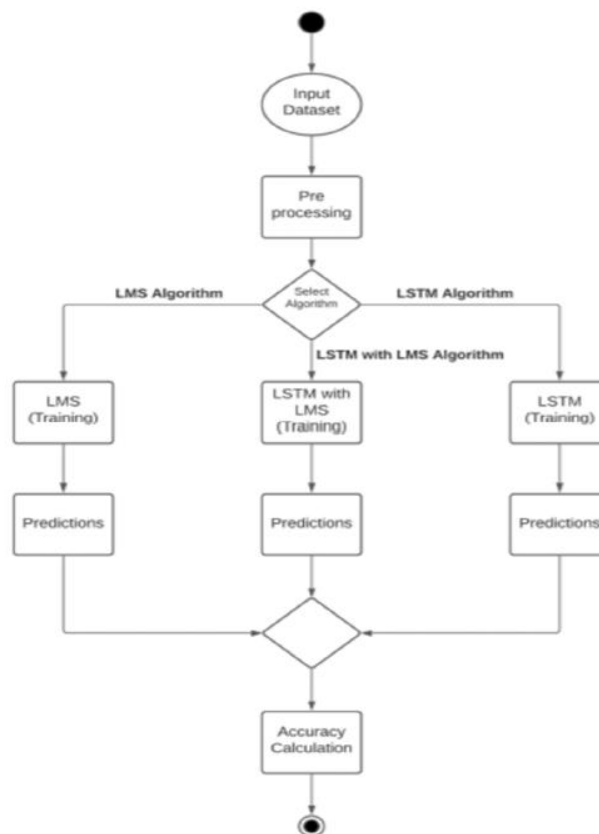 Input
Dataset
Pre
processing
Select
Algorithm
LMS Algorithm
LSTM Algorithm
LSTM with LMS Algorithm
LMS
(Training)
LSTM with
LMS
(Training)
LSTM
(Training)
Predictions
Predictions
Predictions
Accuracy
Calculation